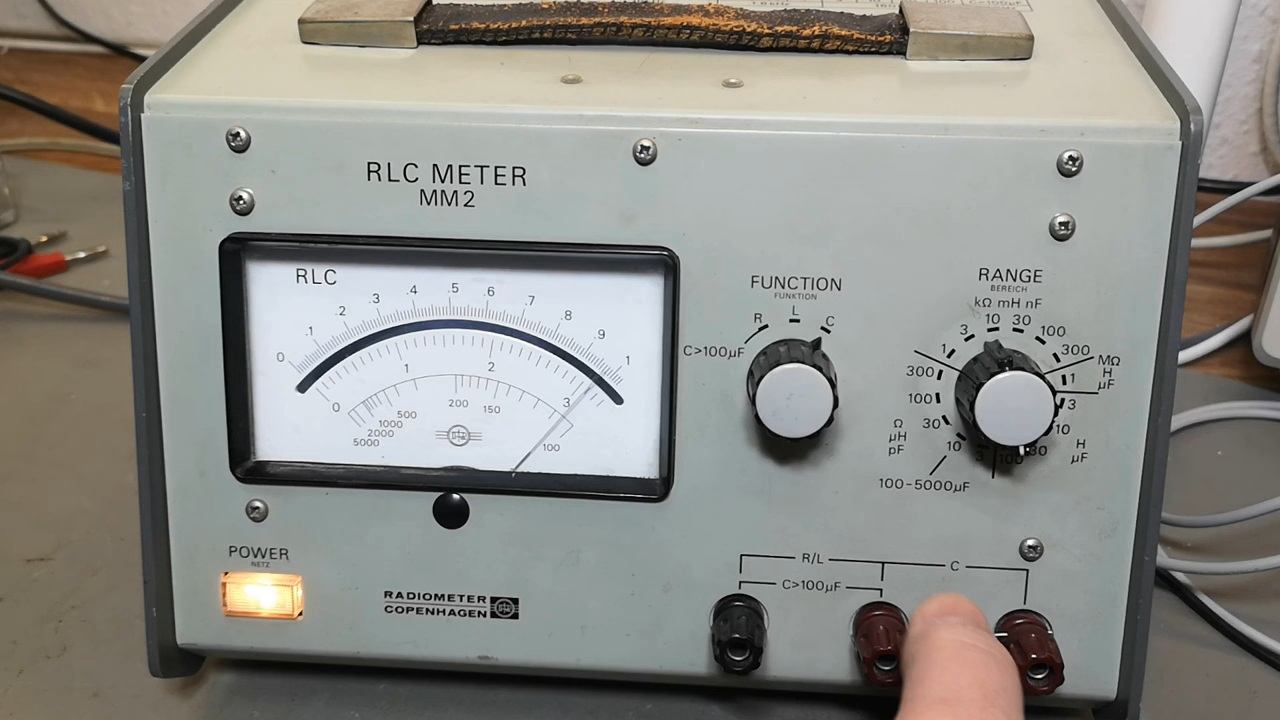 C>100µF
RLC METER
MM2
RLC
0 .1 .2 .3 .4 .5 .6 .7 .8 .9 1
0 1 2 3
5000 2000 1000 500 200 150 100
FUNCTION
FUNKTION
C>100µF R L C
RANGE
BEREICH
kΩ mH nF
1 3 10 30 100 300
MΩ
H
µF
1
3 10 30 100
H
µF
Ω
µH
pF
10 30 100 300
100-5000µF
POWER
NETZ
RADIOMETER
COPENHAGEN
R/L C
C>100µF